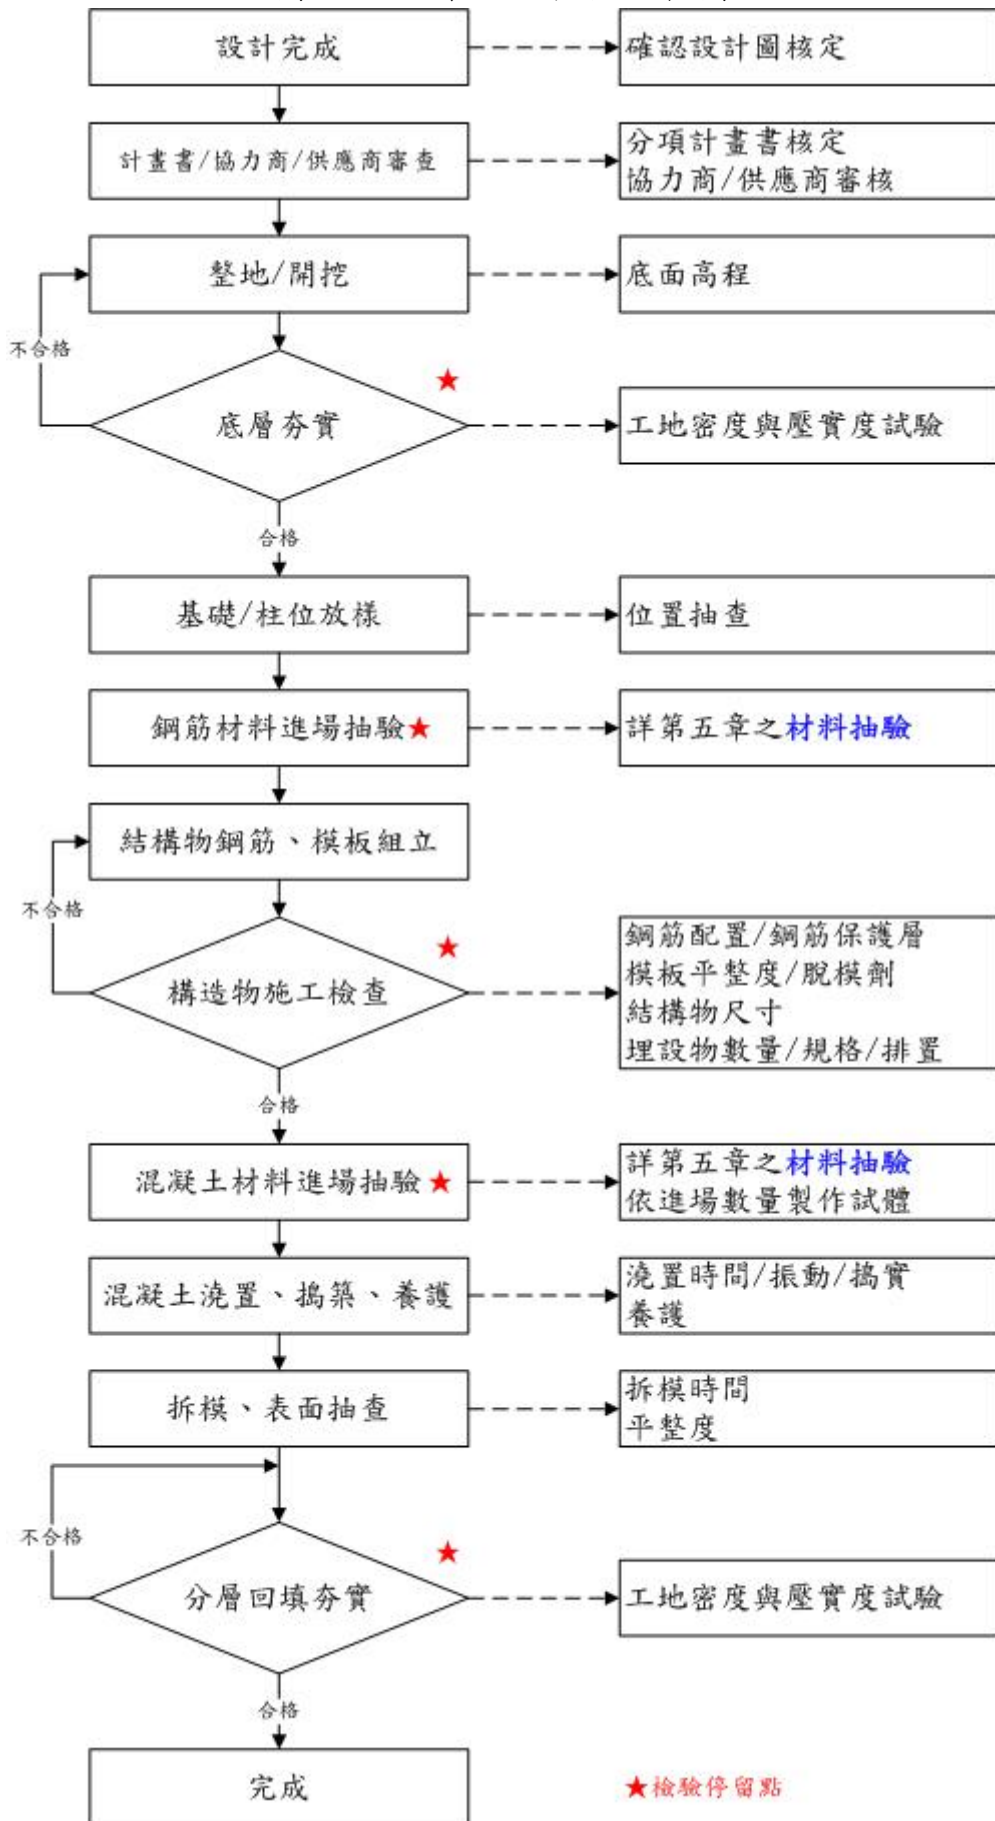 設計完成
確認設計圖核定
計畫書/協力商/供應商審查
分項計畫書核定
協力商/供應商審核
整地/開挖
底面高程
不合格
底層夯實
★
工地密度與壓實度試驗
合格
基礎/柱位放樣
位置抽查
鋼筋材料進場抽驗★
詳第五章之材料抽驗
結構物鋼筋、模板組立
不合格
構造物施工檢查
★
鋼筋配置/鋼筋保護層
模板平整度/脫模劑
結構物尺寸
埋設物數量/規格/排置
合格
混凝土材料進場抽驗★
詳第五章之材料抽驗
依進場數量製作試體
混凝土澆置、搗築、養護
澆置時間/振動/搗實
養護
拆模、表面抽查
拆模時間
平整度
不合格
分層回填夯實
★
工地密度與壓實度試驗
合格
完成
★檢驗停留點